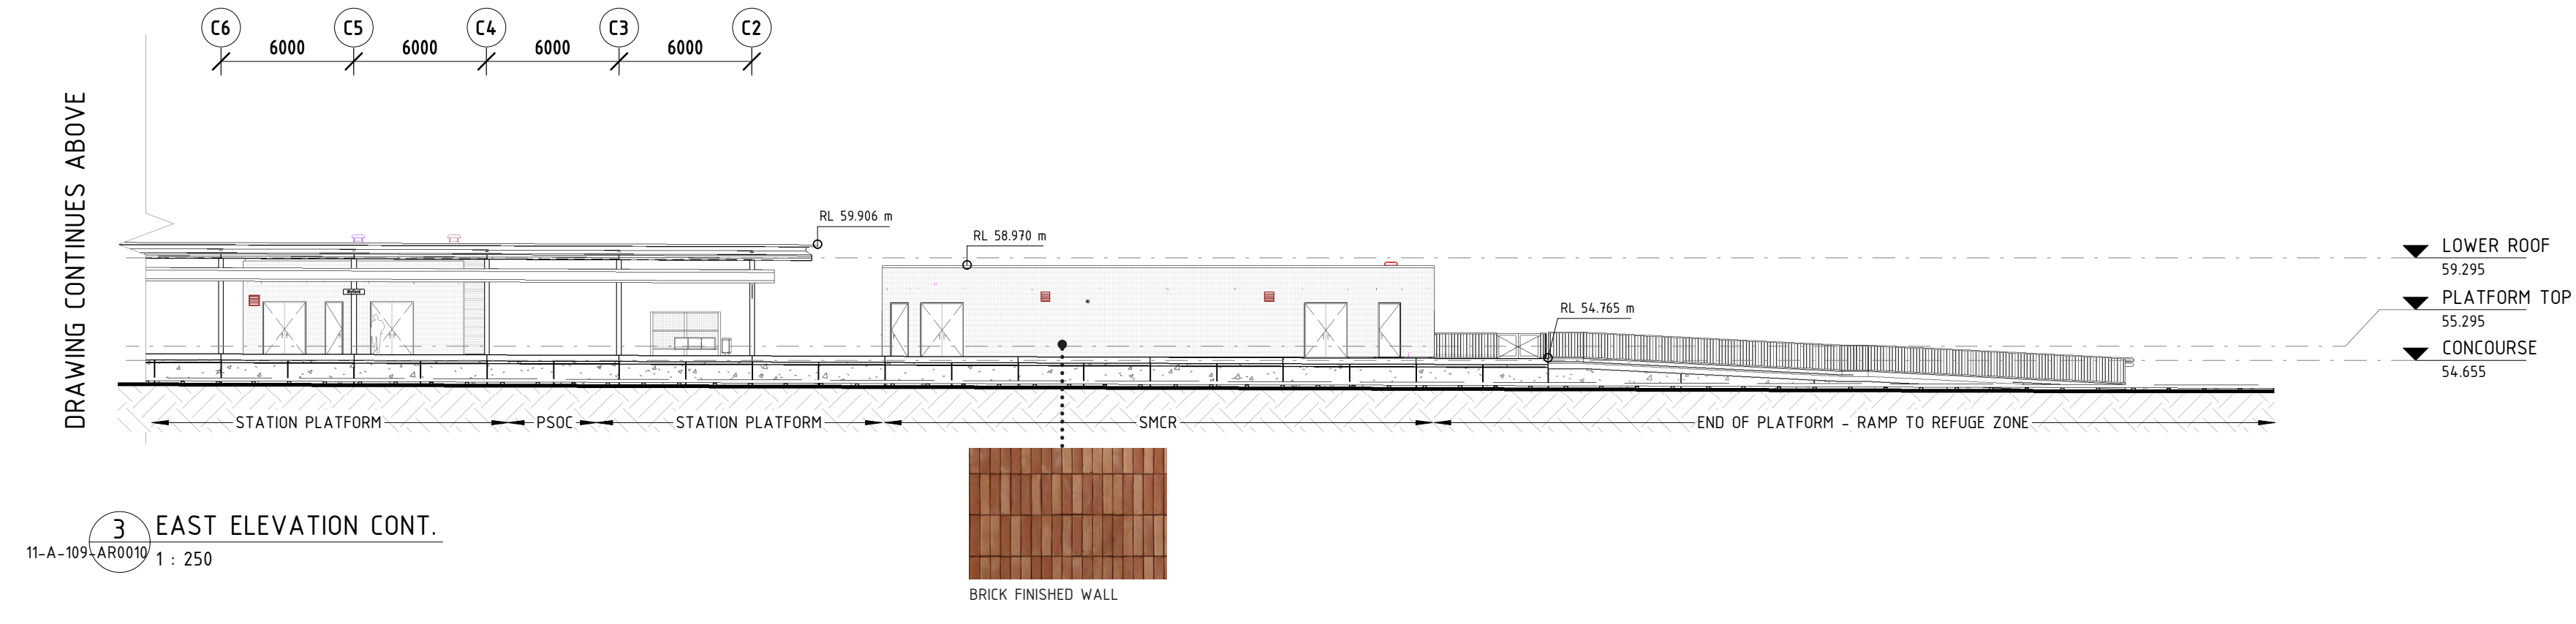 C6 C5 C4 C3 C2
6000 6000 6000 6000
DRAWING CONTINUES ABOVE
RL 59.906 m
RL 58.970 m
RL 54.765 m
LOWER ROOF
59.295
PLATFORM TOP
55.295
CONCOURSE
54.655
STATION PLATFORM PSOC STATION PLATFORM SMCR END OF PLATFORM - RAMP TO REFUGE ZONE
3 EAST ELEVATION CONT.
11-A-109-AR0010 1 : 250
BRICK FINISHED WALL